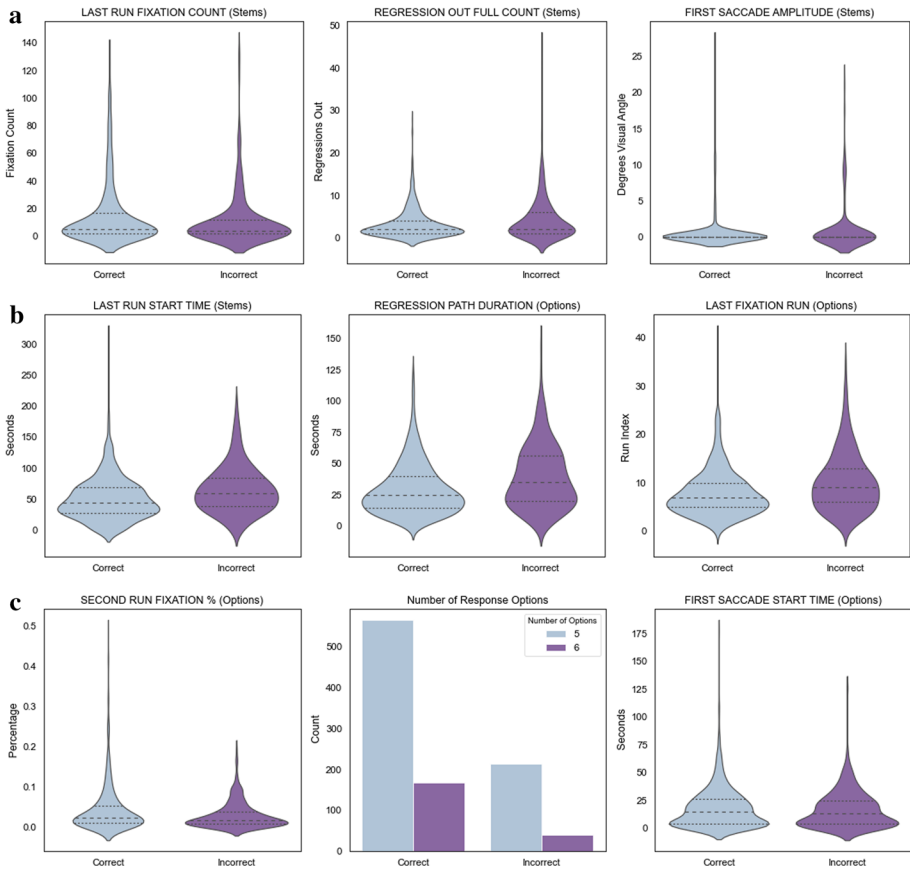 a
LAST RUN FIXATION COUNT (Stems)
Fixation Count
140
120
100
80
60
40
20
0
Correct Incorrect
REGRESSION OUT FULL COUNT (Stems)
Regressions Out
50
40
30
20
10
0
Correct Incorrect
FIRST SACCADE AMPLITUDE (Stems)
Degrees Visual Angle
25
20
15
10
5
0
Correct Incorrect
b
LAST RUN START TIME (Stems)
Seconds
300
250
200
150
100
50
0
Correct Incorrect
REGRESSION PATH DURATION (Options)
Seconds
150
125
100
75
50
25
0
Correct Incorrect
LAST FIXATION RUN (Options)
Run Index
40
30
20
10
0
Correct Incorrect
c
SECOND RUN FIXATION % (Options)
Percentage
0.5
0.4
0.3
0.2
0.1
0.0
Correct Incorrect
Number of Response Options
Count
500
400
300
200
100
0
Number of Options
5
6
Correct Incorrect
FIRST SACCADE START TIME (Options)
Seconds
175
150
125
100
75
50
25
0
Correct Incorrect